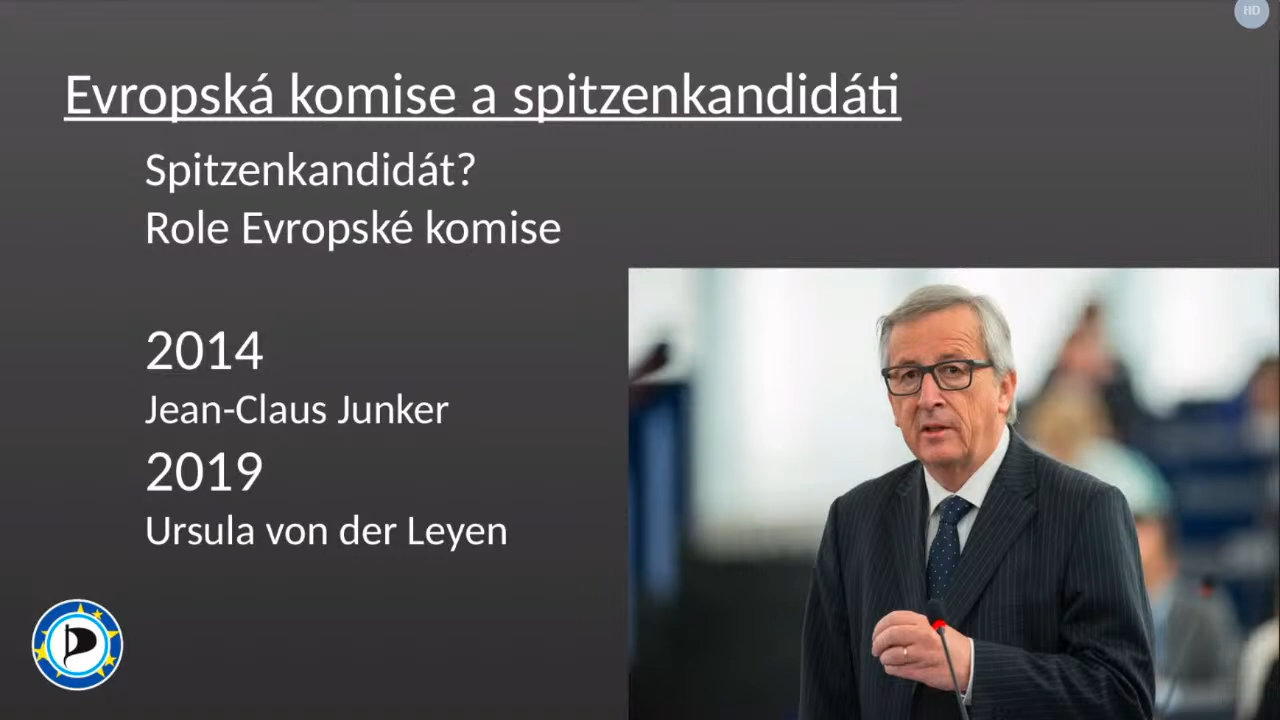 HD
Evropská komise a spitzenkandidáti
Spitzenkandidát?
Role Evropské komise
2014
Jean-Claus Junker
2019
Ursula von der Leyen